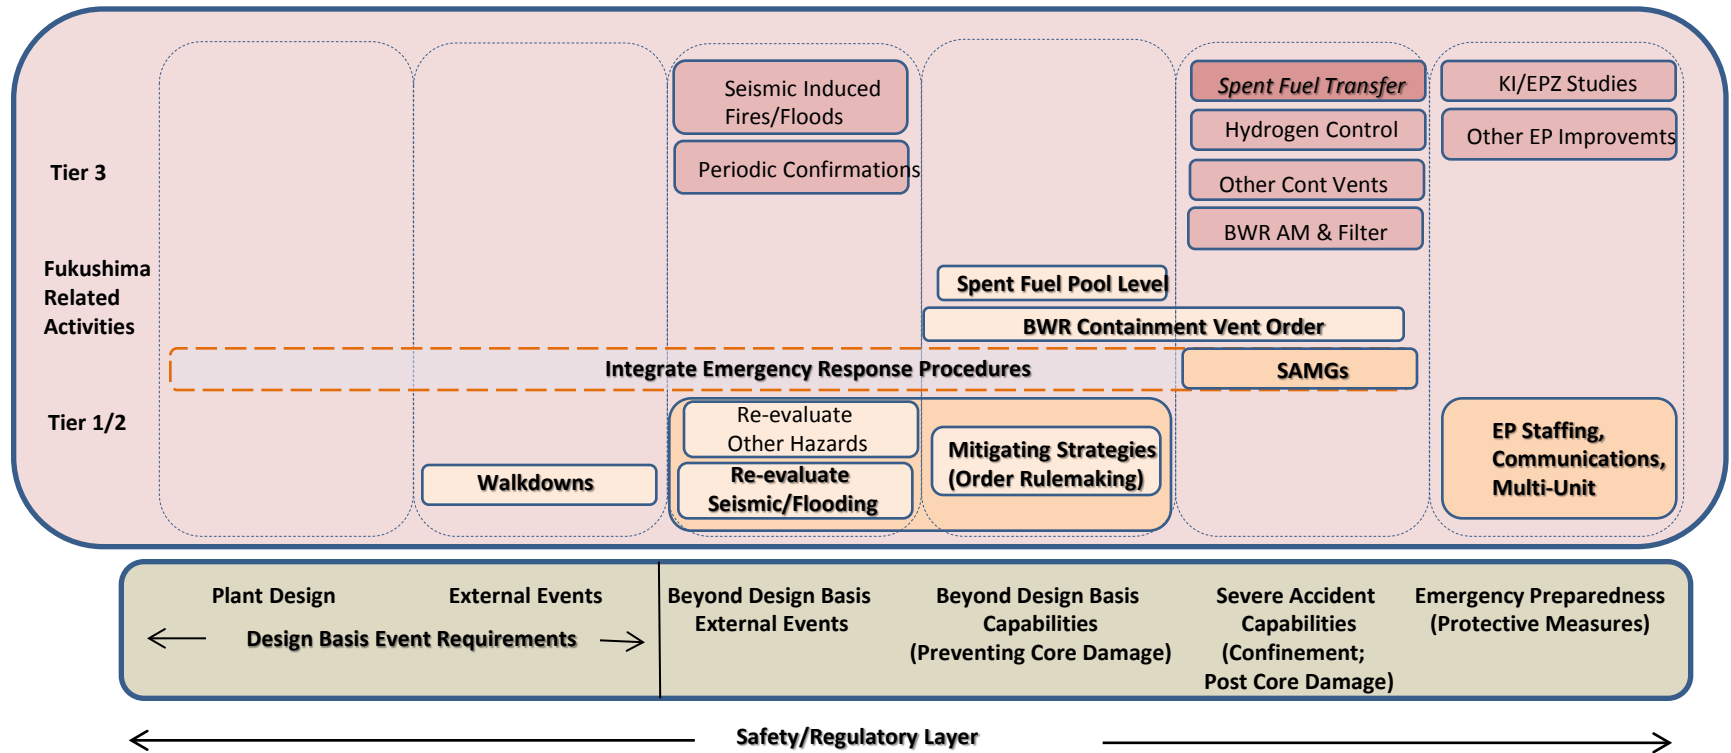 Seismic Induced
Fires/Floods
Spent Fuel Transfer
KI/EPZ Studies
Hydrogen Control
Other EP Improvemts
Tier 3
Periodic Confirmations
Other Cont Vents
BWR AM & Filter
Fukushima
Related
Activities
Spent Fuel Pool Level
BWR Containment Vent Order
Integrate Emergency Response Procedures
SAMGs
Tier 1/2
Re-evaluate
Other Hazards
Mitigating Strategies
(Order Rulemaking)
EP Staffing,
Communications,
Multi-Unit
Walkdowns
Re-evaluate
Seismic/Flooding
Plant Design
External Events
Design Basis Event Requirements
Beyond Design Basis
External Events
Beyond Design Basis
Capabilities
(Preventing Core Damage)
Severe Accident
Capabilities
(Confinement;
Post Core Damage)
Emergency Preparedness
(Protective Measures)
Safety/Regulatory Layer